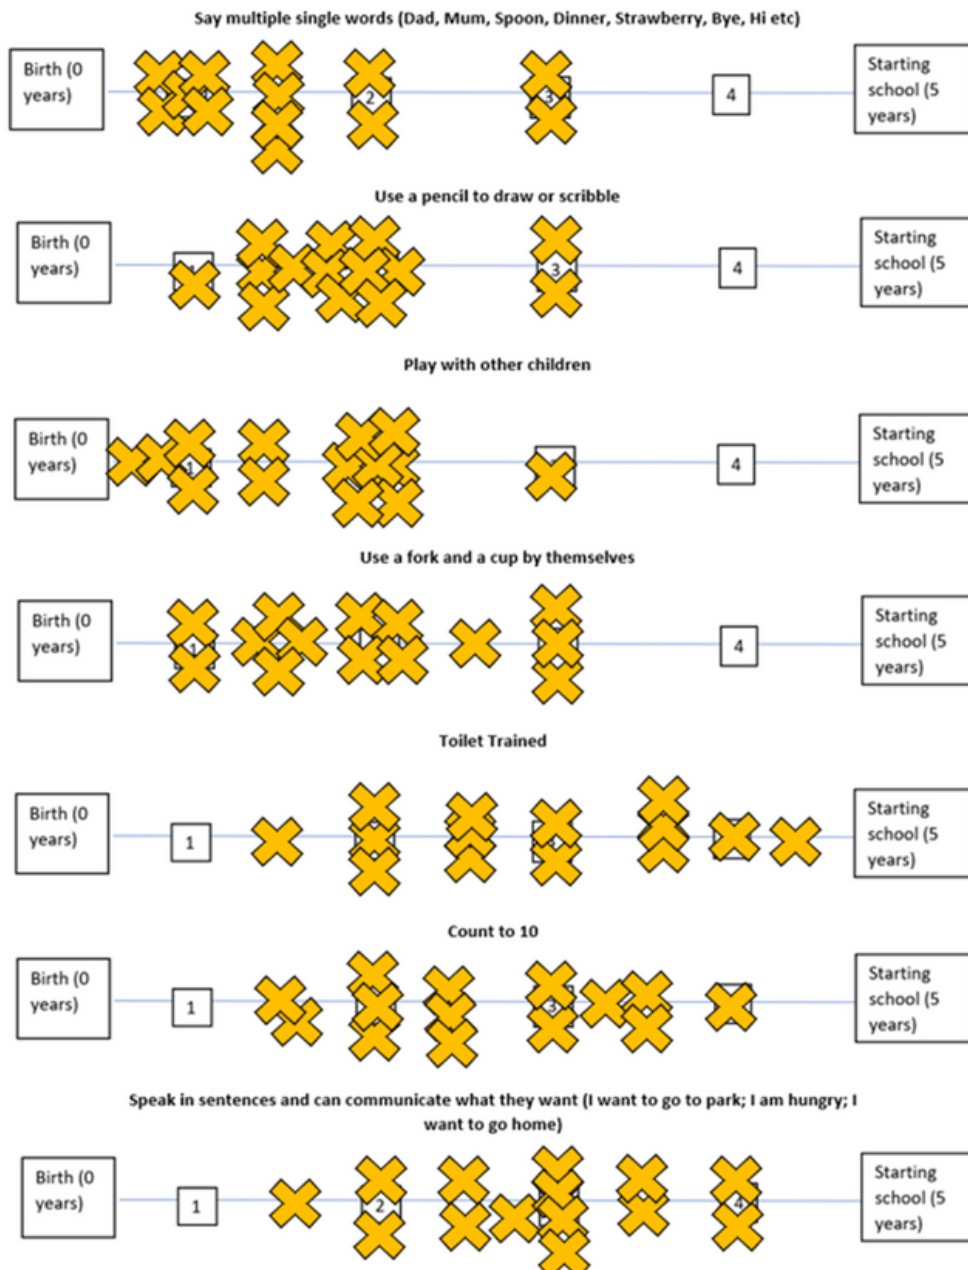 Say multiple single words (Dad, Mum, Spoon, Dinner, Strawberry, Bye, Hi etc)
Birth (0
years)
2
3
4
Starting
school (5
years)
Use a pencil to draw or scribble
Birth (0
years)
3
4
Starting
school (5
years)
Play with other children
Birth (0
years)
1
4
Starting
school (5
years)
Use a fork and a cup by themselves
Birth (0
years)
1
4
Starting
school (5
years)
Toilet Trained
Birth (0
years)
1
Starting
school (5
years)
Count to 10
Birth (0
years)
1
3
Starting
school (5
years)
Speak in sentences and can communicate what they want (I want to go to park; I am hungry; I
want to go home)
Birth (0
years)
1
2
4
Starting
school (5
years)